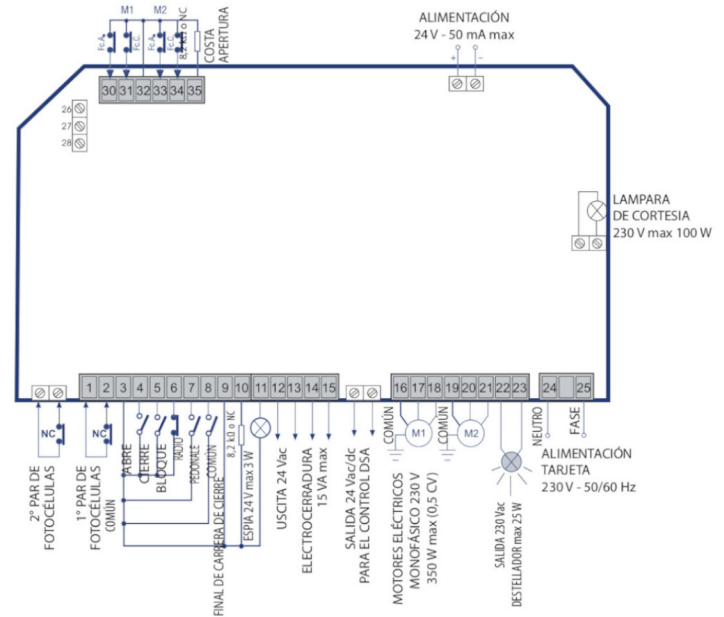 M1 M2
Fc.A. Fc.C. Fc.A. Fc.C.
8,2 kΩ o NC
COSTA
APERTURA
30 31 32 33 34 35
26
27
28
ALIMENTACIÓN
24 V - 50 mA max
+ -
LAMPARA
DE CORTESIA
230 V max 100 W
1 2 3 4 5 6 7 8 9 10 11 12 13 14 15
16 17 18 19 20 21 22 23
24 25
NC
2° PAR DE
FOTOCÉLULAS
NC
1° PAR DE
FOTOCÉLULAS
COMÚN
ABRE
CIERRE
BLOQUE
RADIO
PEDONALE
COMÚN
FINAL DE CARRERA DE CIERRE
8,2 kΩ o NC
ESPIA 24 V max 3 W
USCITA 24 Vac
ELECTROCERRADURA
15 VA max
SALIDA 24 Vac/dc
PARA EL CONTROL DSA
COMÚN
M1
COMÚN
M2
MOTORES ELÉCTRICOS
MONOFÁSICO 230 V
350 W max (0,5 CV)
SALIDA 230 Vac
DESTELLADOR max 25 W
NEUTRO
FASE
ALIMENTACIÓN
TARJETA
230 V - 50/60 Hz